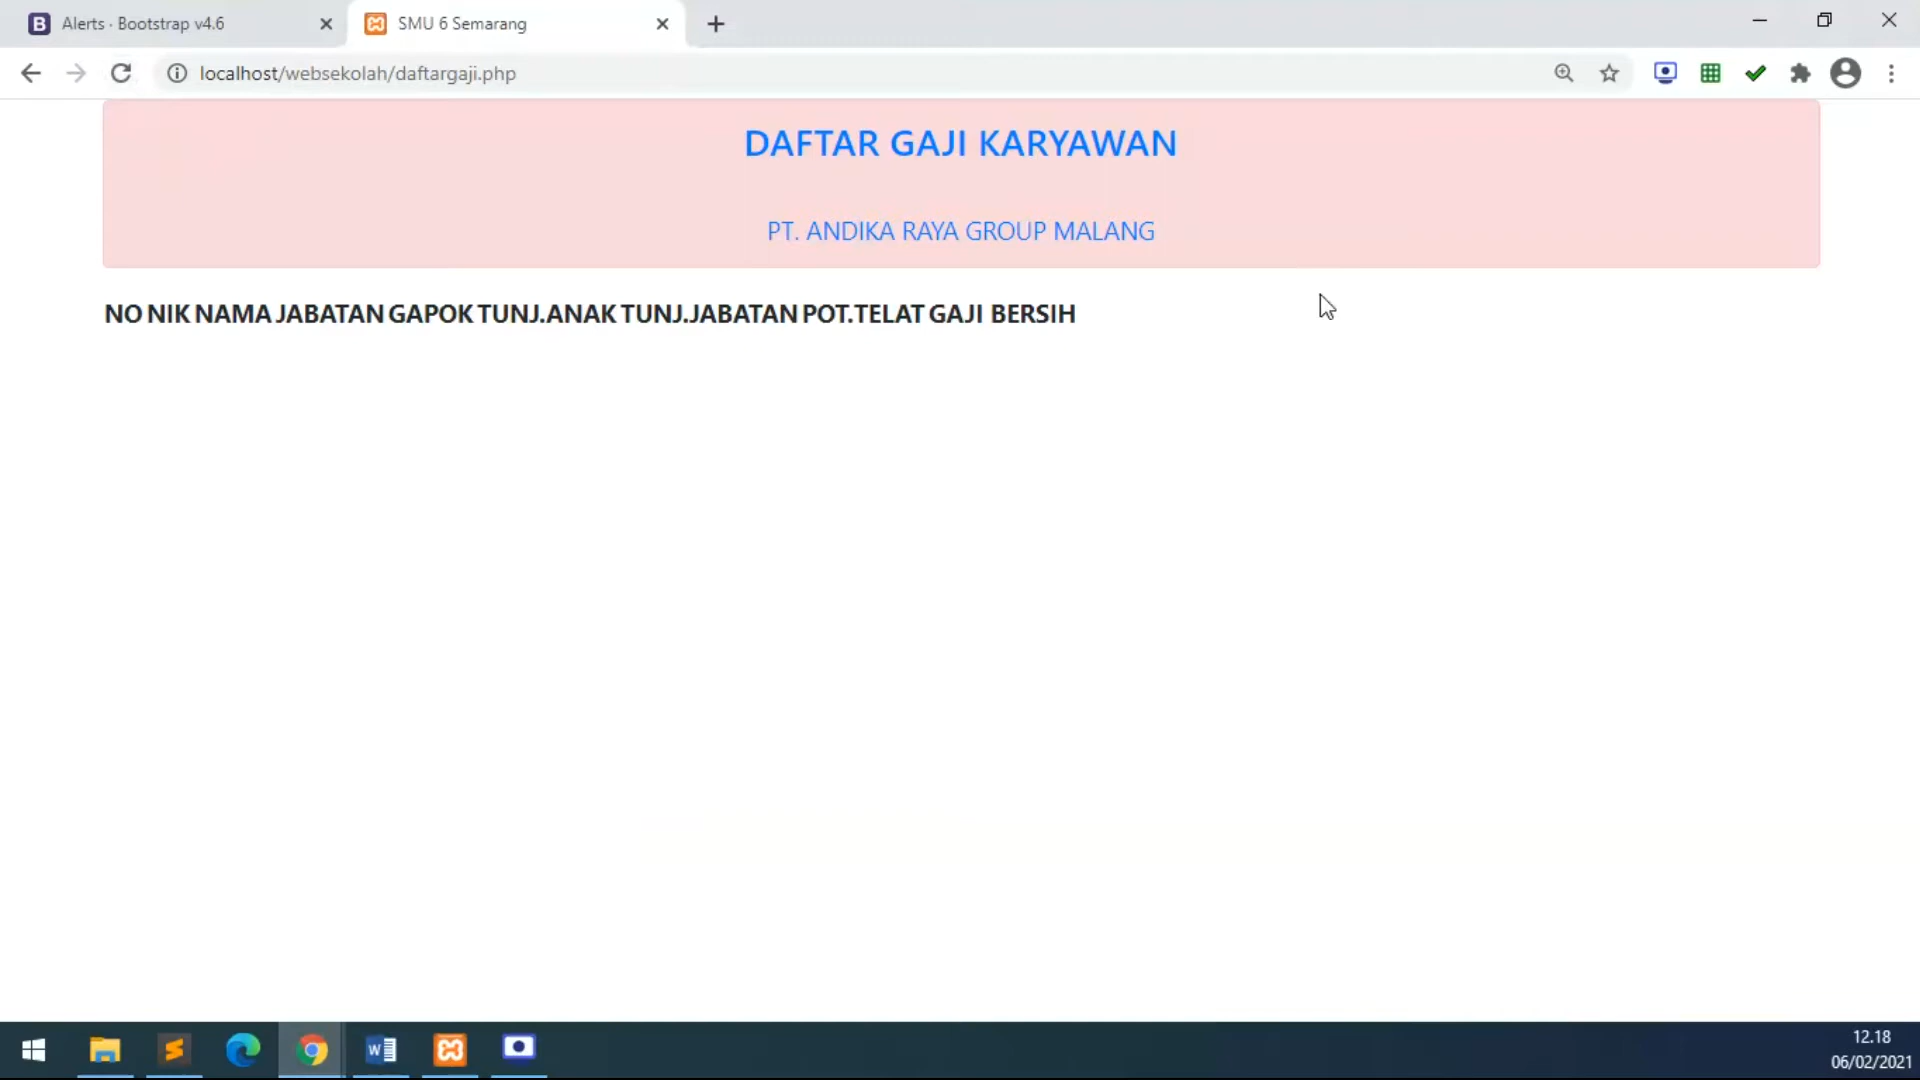 Alerts · Bootstrap v4.6
SMU 6 Semarang
localhost/websekolah/daftargaji.php
DAFTAR GAJI KARYAWAN
PT. ANDIKA RAYA GROUP MALANG
NO NIK NAMA JABATAN GAPOK TUNJ.ANAK TUNJ.JABATAN POT.TELAT GAJI BERSIH
12.18
06/02/2021